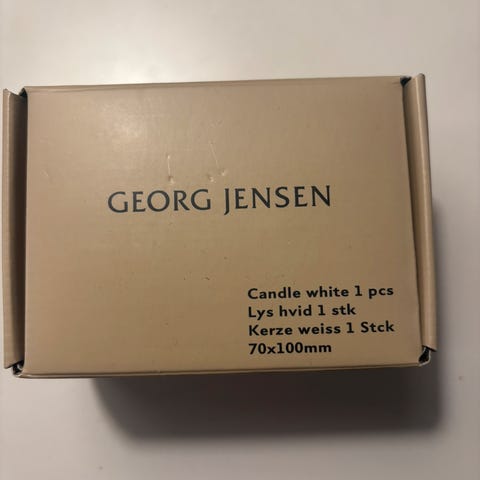 GEORG JENSEN
Candle white 1 pcs
Lys hvid 1 stk
Kerze weiss 1 Stck
70x100mm